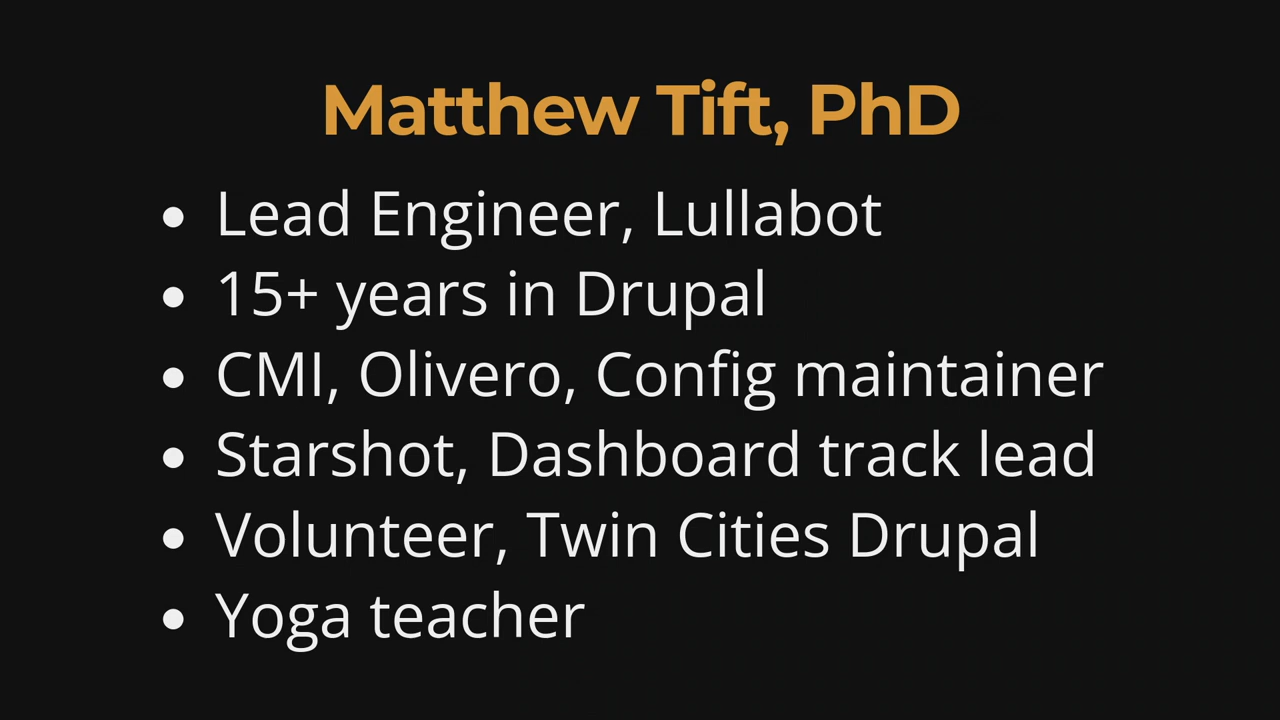 Matthew Tift, PhD
• Lead Engineer, Lullabot
• 15+ years in Drupal
• CMI, Olivero, Config maintainer
• Starshot, Dashboard track lead
• Volunteer, Twin Cities Drupal
• Yoga teacher